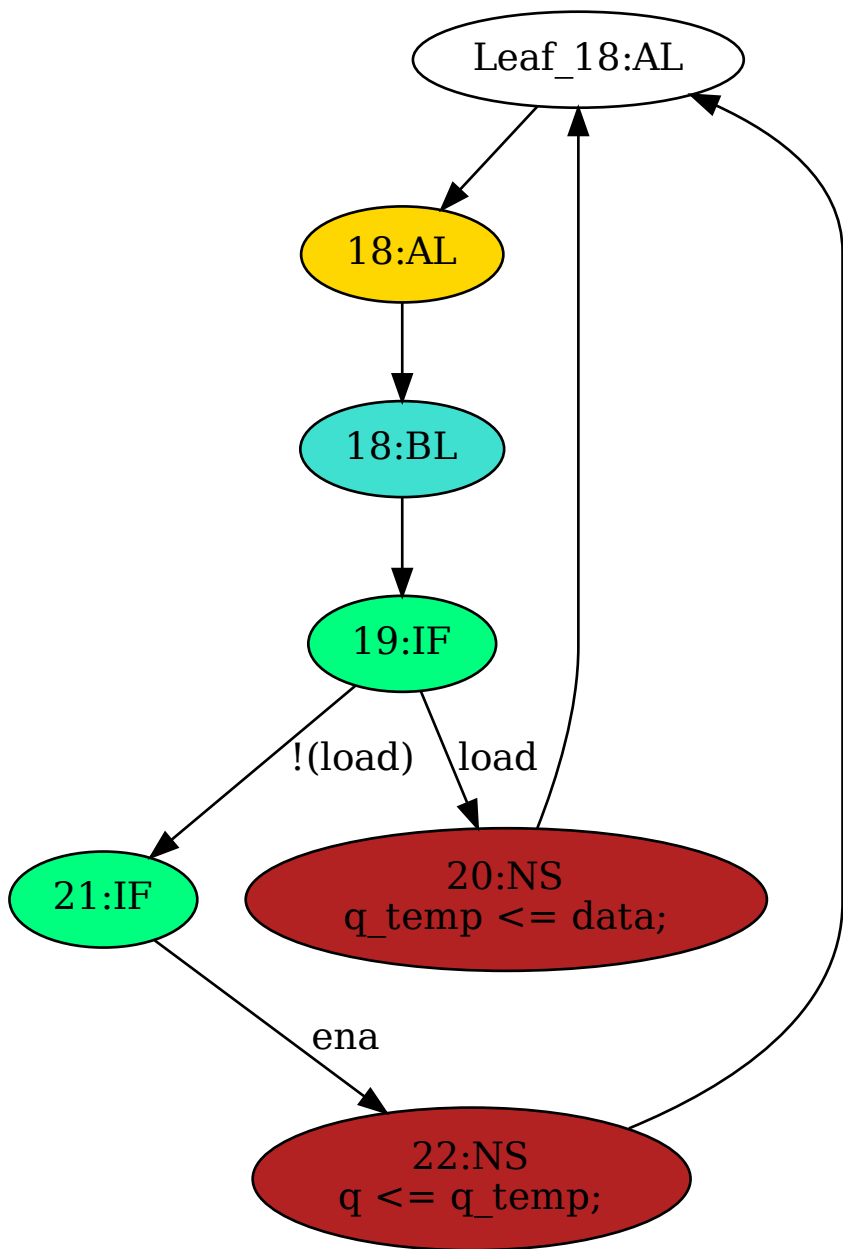 Leaf_18:AL
18:AL
18:BL
19:IF
!(load)
load
20:NS
q_temp <= data;
21:IF
ena
22:NS
q <= q_temp;